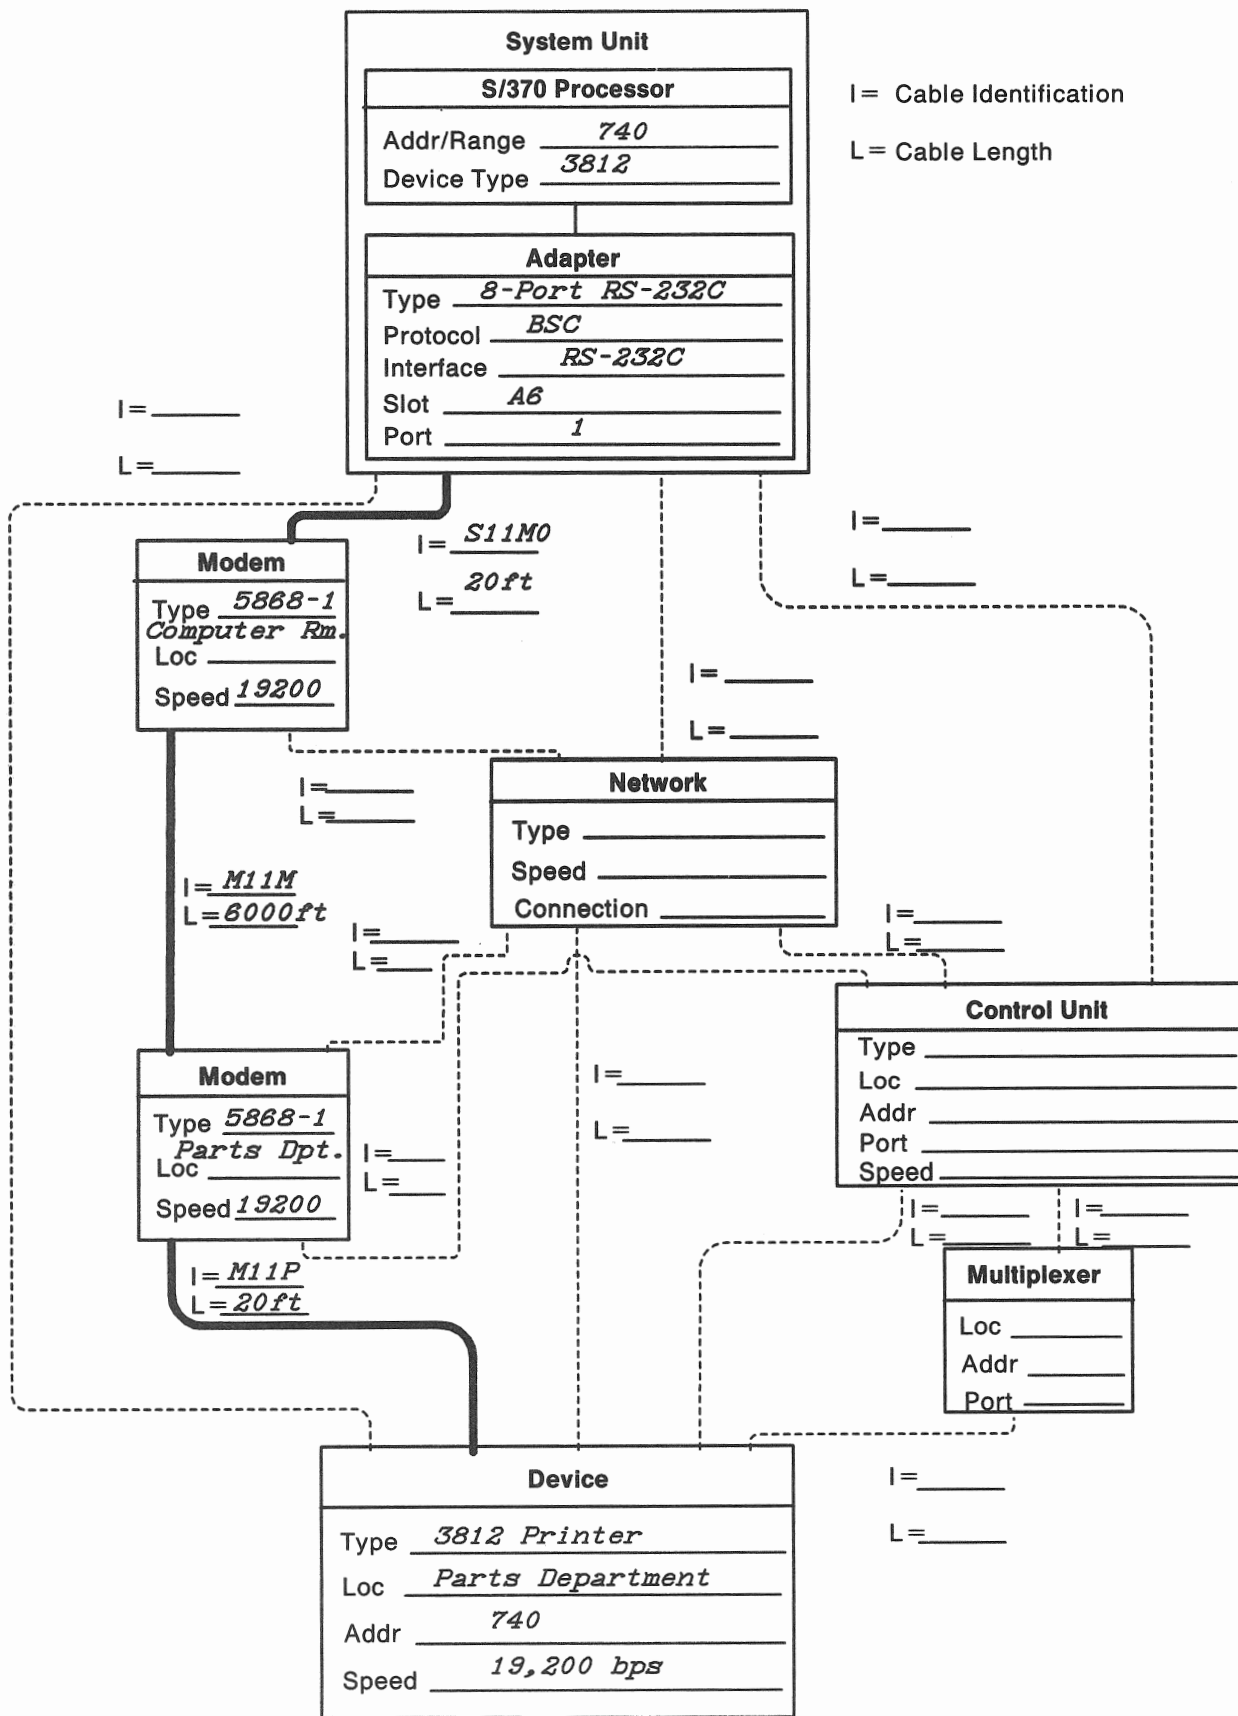 System Unit
S/370 Processor
Addr/Range 740
Device Type 3812
I = Cable Identification
L = Cable Length
Adapter
Type 8-Port RS-232C
Protocol BSC
Interface RS-232C
Slot A6
Port 1
I =
L =
I = S11M0
L = 20ft
I =
L =
Modem
Type 5868-1
Computer Rm.
Loc
Speed 19200
I =
L =
I =
L =
Network
Type
Speed
Connection
I = M11M
L = 6000ft
I =
L =
I =
L =
Control Unit
Type
Loc
Addr
Port
Speed
Modem
Type 5868-1
Parts Dpt.
Loc
Speed 19200
I =
L =
I =
L =
I =
L =
I =
L =
I = M11P
L = 20ft
Multiplexer
Loc
Addr
Port
I =
L =
Device
Type 3812 Printer
Loc Parts Department
Addr 740
Speed 19,200 bps